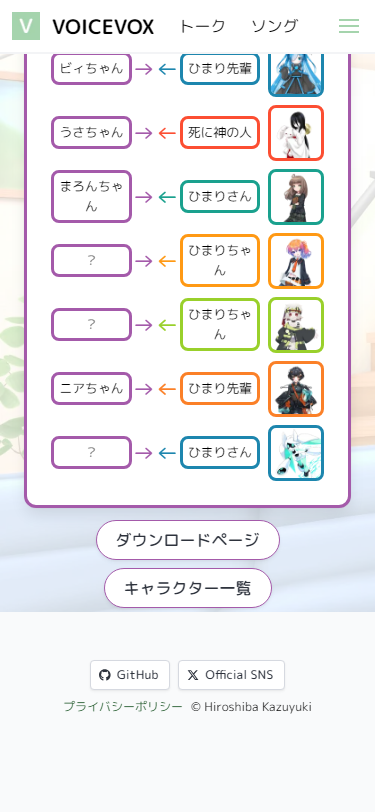 V VOICEVOX トーク ソング
ビィちゃん → ← ひまり先輩
うさちゃん → ← 死に神の人
まろんちゃ
ん → ← ひまりさん
? → ← ひまりちゃ
ん
? → ← ひまりちゃ
ん
ニアちゃん → ← ひまり先輩
? → ← ひまりさん
ダウンロードページ
キャラクター一覧
GitHub Official SNS
プライバシーポリシー © Hiroshiba Kazuyuki